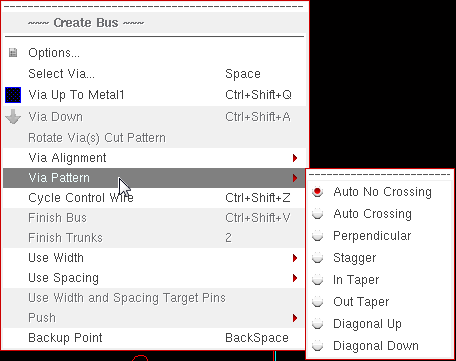 ~~~ Create Bus ~~~
Options...
Select Via... Space
Via Up To Metal1 Ctrl+Shift+Q
Via Down Ctrl+Shift+A
Rotate Via(s) Cut Pattern
Via Alignment
Via Pattern
Cycle Control Wire Ctrl+Shift+Z
Finish Bus Ctrl+Shift+V
Finish Trunks 2
Use Width
Use Spacing
Use Width and Spacing Target Pins
Push
Backup Point BackSpace
Auto No Crossing
Auto Crossing
Perpendicular
Stagger
In Taper
Out Taper
Diagonal Up
Diagonal Down